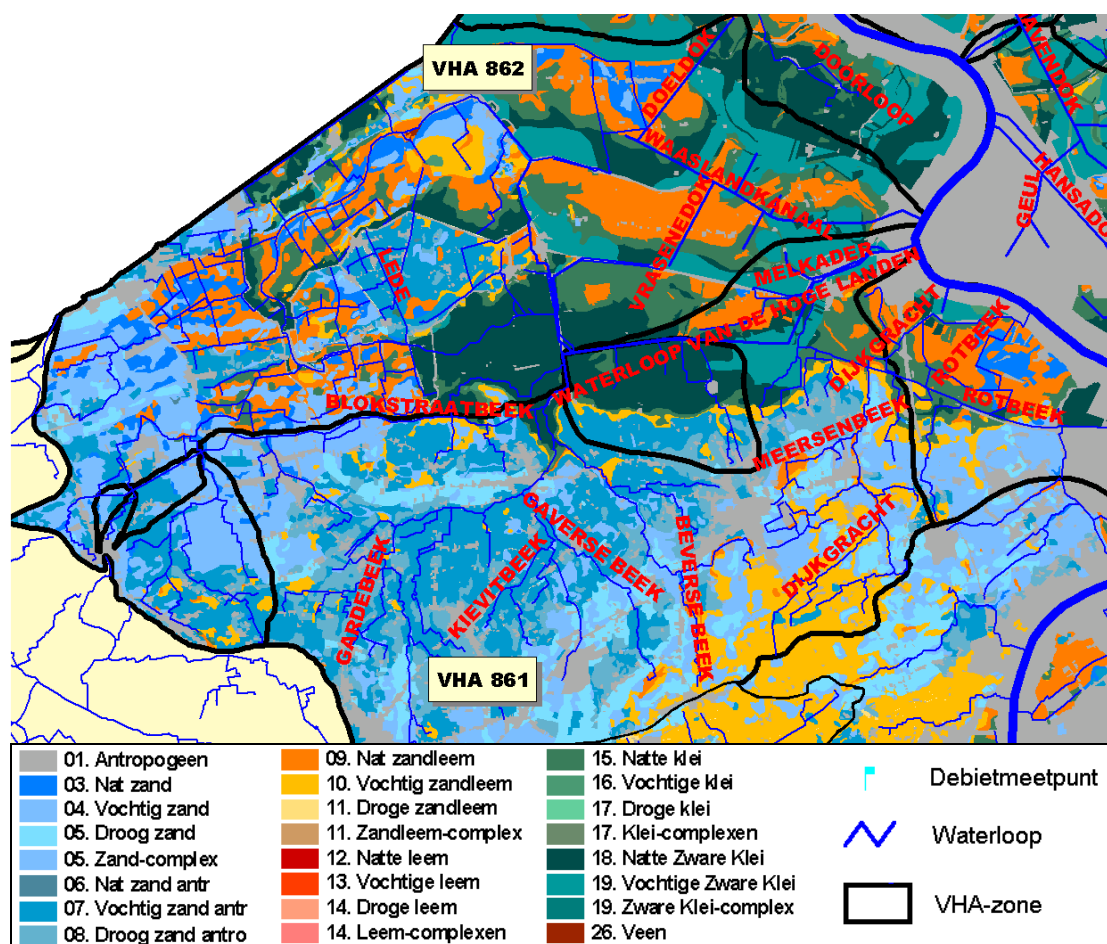 VHA 862
DOORLOOP
AVENDOK
DOELDOK
WAASLANDKANAAL
HANSADO
GEUL
VRASENEDOK
LEDE
MELKADER
WATERLOOP VAN DE HOGE LANDEN
DIJKGRACHT
ROTBEEK
ROTBEEK
BLOKSTRAATBEEK
MEERSENBEEK
GAVERSE BEEK
BEVERSE BEEK
DIJKGRACHT
GARDEBEEK
KIEVITBEEK
VHA 861
01. Antropogeen
03. Nat zand
04. Vochtig zand
05. Droog zand
05. Zand-complex
06. Nat zand antr
07. Vochtig zand antr
08. Droog zand antro
09. Nat zandleem
10. Vochtig zandleem
11. Droge zandleem
11. Zandleem-complex
12. Natte leem
13. Vochtige leem
14. Droge leem
14. Leem-complexen
15. Natte klei
16. Vochtige klei
17. Droge klei
17. Klei-complexen
18. Natte Zware Klei
19. Vochtige Zware Klei
19. Zware Klei-complex
26. Veen
Debietmeetpunt
Waterloop
VHA-zone